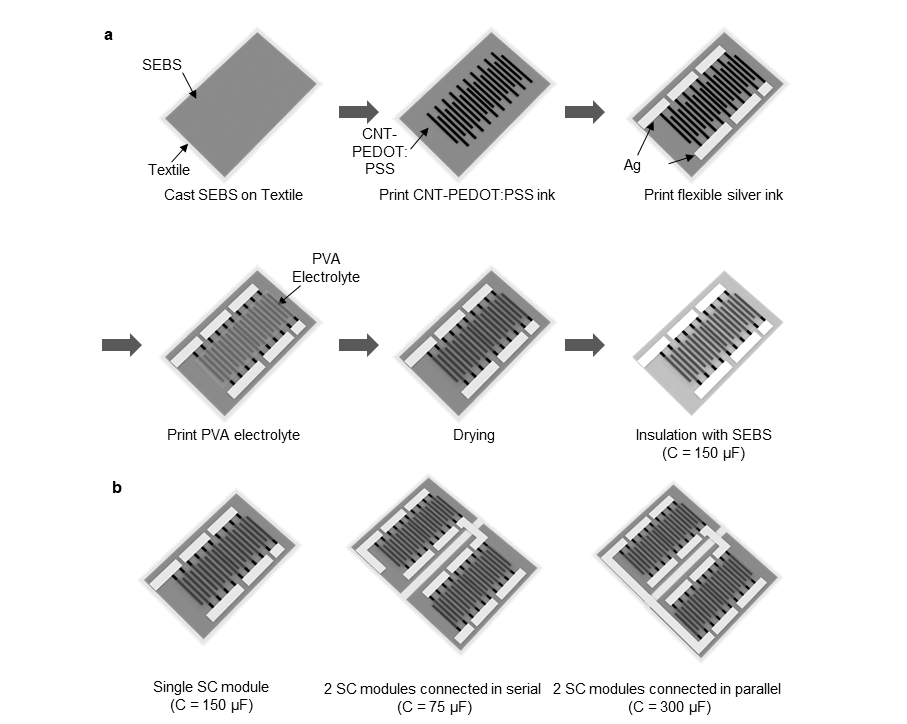 a
SEBS
Textile
Cast SEBS on Textile
CNT-
PEDOT:
PSS
Print CNT-PEDOT:PSS ink
Ag
Print flexible silver ink
PVA
Electrolyte
Print PVA electrolyte
Drying
Insulation with SEBS
(C = 150 µF)
b
Single SC module
(C = 150 µF)
2 SC modules connected in serial
(C = 75 µF)
2 SC modules connected in parallel
(C = 300 µF)